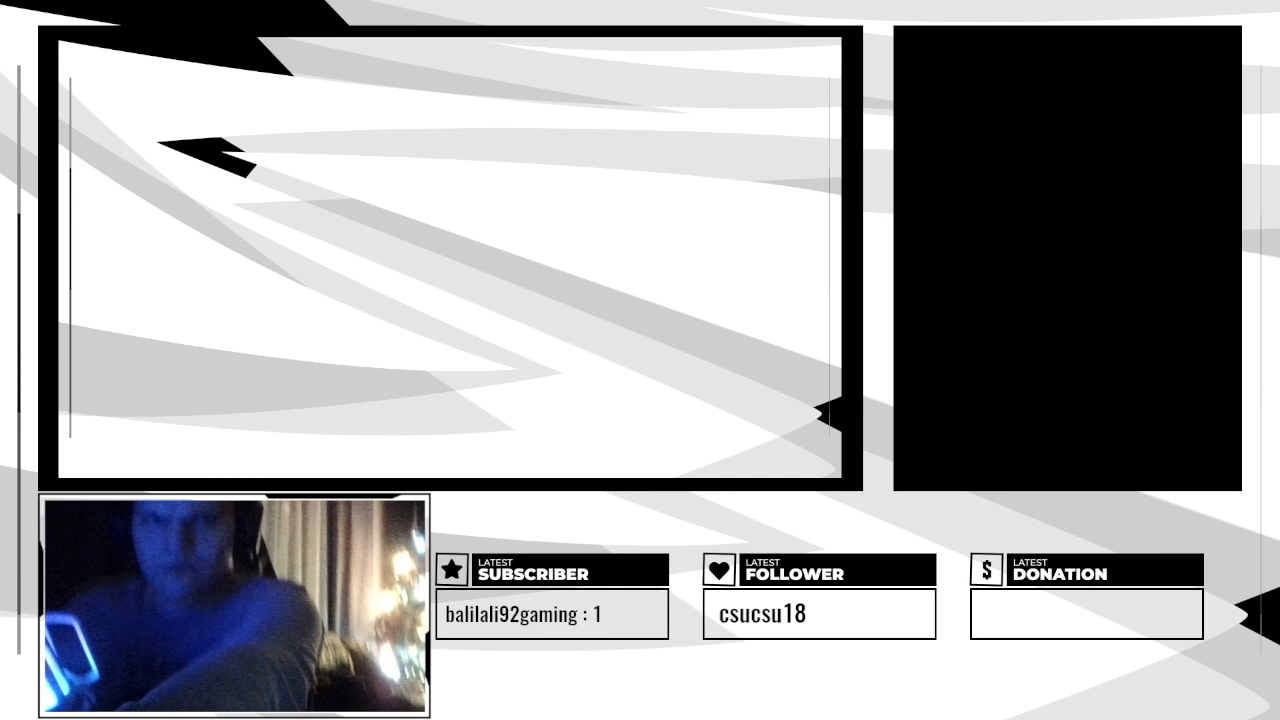 LATEST
SUBSCRIBER
balilali92gaming : 1
LATEST
FOLLOWER
csucsu18
$
LATEST
DONATION